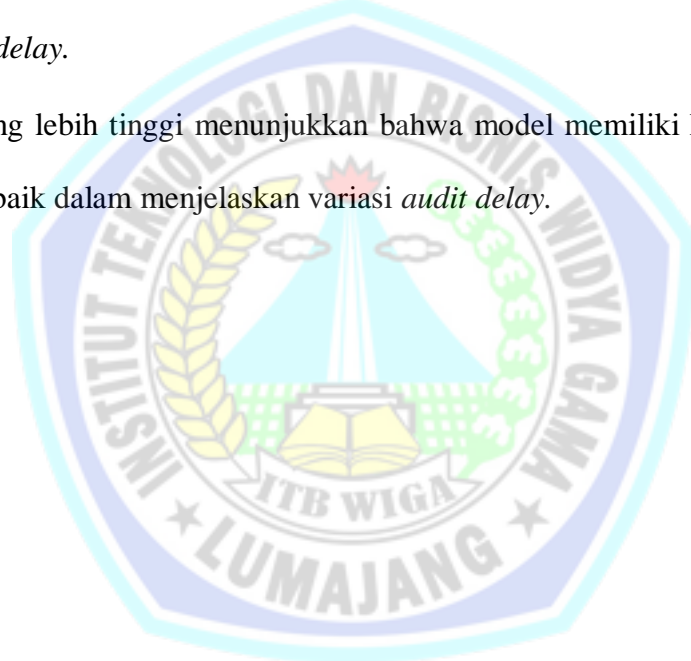 delay.
ng lebih tinggi menunjukkan bahwa model memiliki
baik dalam menjelaskan variasi audit delay.
INSTITUT TEKNOLOGI DAN BISNIS WIDYA GAMA
ITB WIGA
LUMAJANG